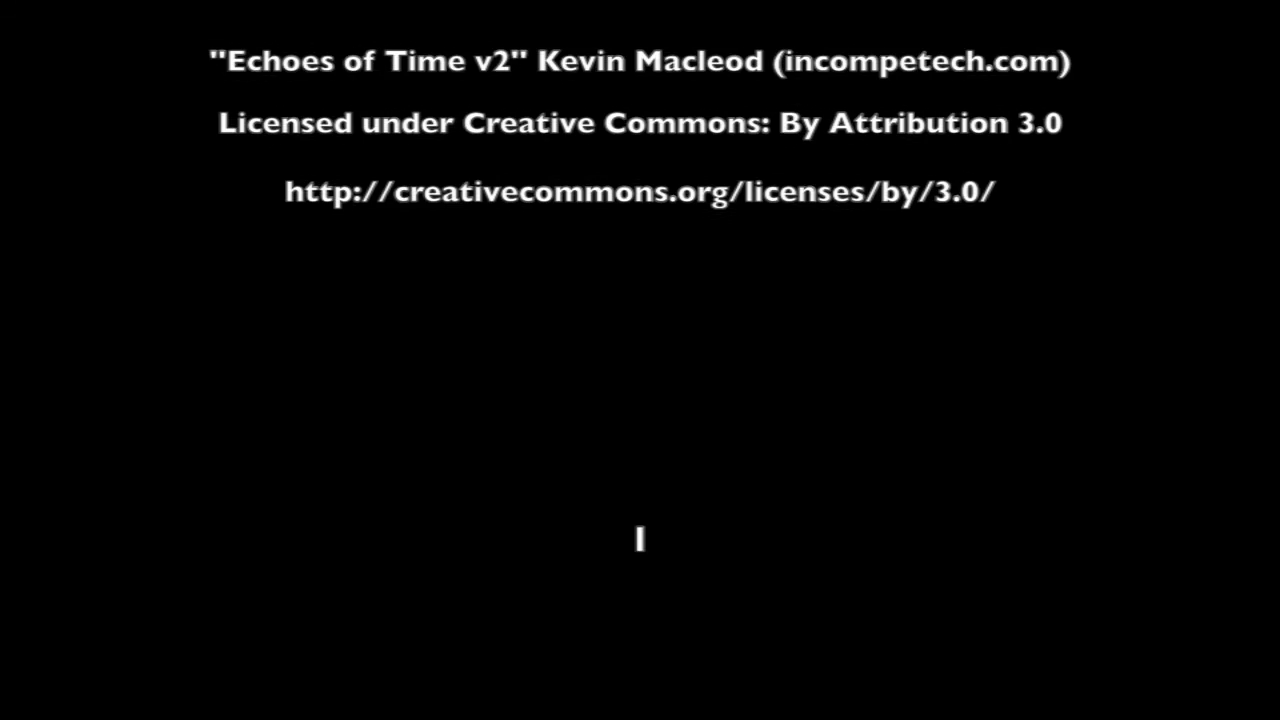 "Echoes of Time v2" Kevin Macleod (incompetech.com)
Licensed under Creative Commons: By Attribution 3.0
http://creativecommons.org/licenses/by/3.0/
I